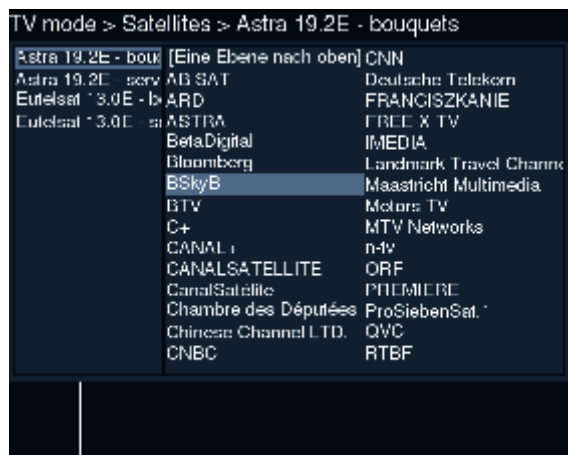 TV mode > Satellites > Astra 19.2E - bouquets
Astra 19.2E - bouk
Astra 19.2E - serv
Eutelsat 13.0E - b
Eutelsat 13.0E - s
[Eine Ebene nach oben]
AB SAT
ARD
ASTRA
BetaDigital
Bloomberg
BSkyB
BTV
C+
CANAL+
CANALSATELLITE
CanalSatélite
Chambre des Députées
Chinese Channel LTD.
CNBC
CNN
Deutsche Telekom
FRANCISZKANIE
FREE X TV
IMEDIA
Landmark Travel Channe
Maastricht Multimedia
Motors TV
MTV Networks
n-tv
ORF
PREMIERE
ProSiebenSat.1
QVC
RTBF